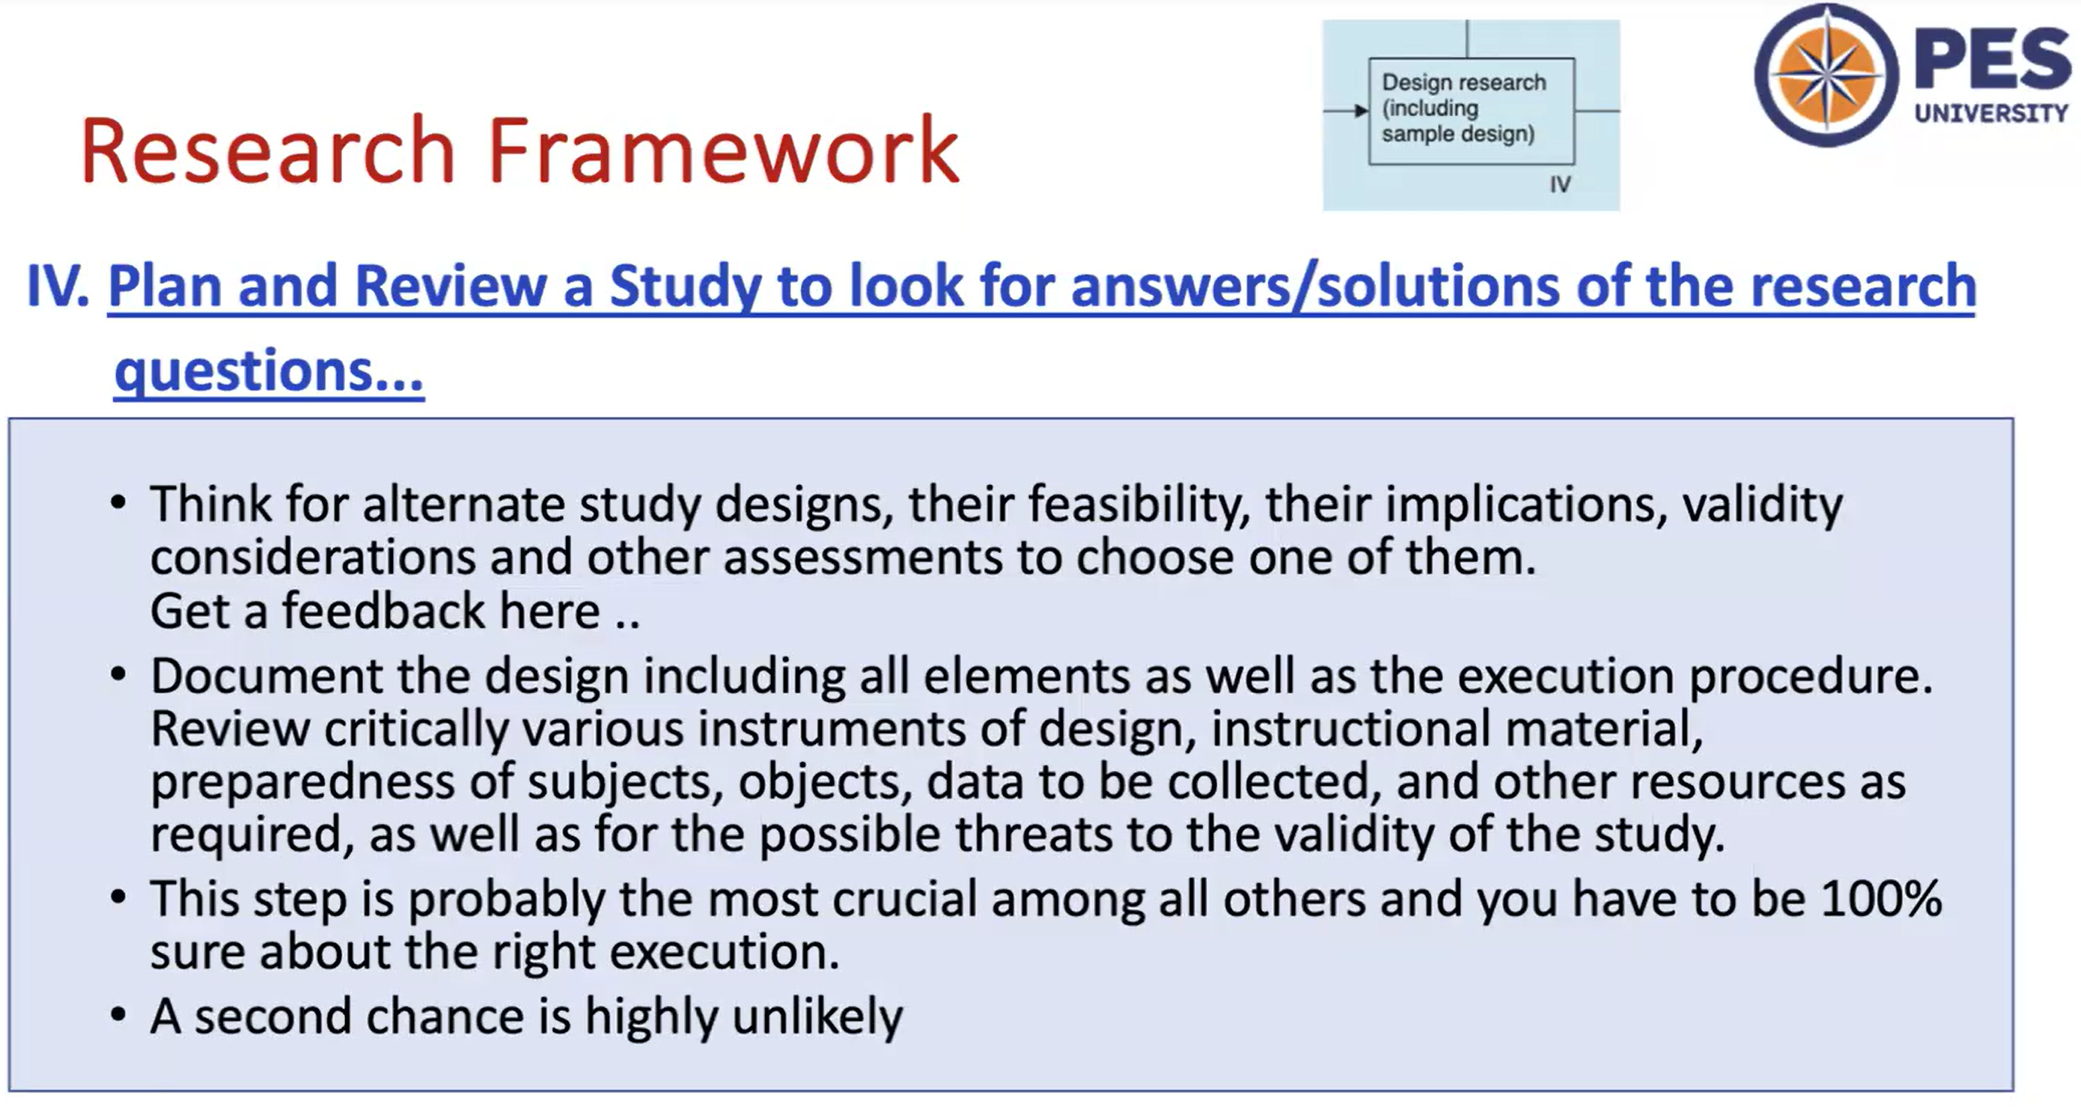 Design research
(including
sample design)
IV
PES
UNIVERSITY
Research Framework
IV. Plan and Review a Study to look for answers/solutions of the research
questions...
• Think for alternate study designs, their feasibility, their implications, validity
considerations and other assessments to choose one of them.
Get a feedback here ..
• Document the design including all elements as well as the execution procedure.
Review critically various instruments of design, instructional material,
preparedness of subjects, objects, data to be collected, and other resources as
required, as well as for the possible threats to the validity of the study.
• This step is probably the most crucial among all others and you have to be 100%
sure about the right execution.
• A second chance is highly unlikely